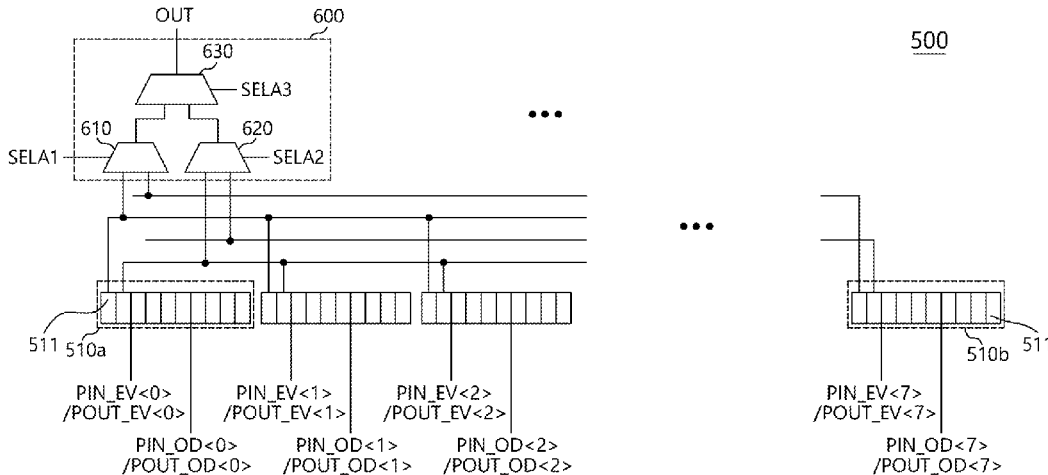 OUT
600
500
630
SELA3
610
620
SELA1
SELA2
511
510a
510b
511
PIN_EV<0>
/POUT_EV<0>
PIN_EV<1>
/POUT_EV<1>
PIN_EV<2>
/POUT_EV<2>
PIN_EV<7>
/POUT_EV<7>
PIN_OD<0>
/POUT_OD<0>
PIN_OD<1>
/POUT_OD<1>
PIN_OD<2>
/POUT_OD<2>
PIN_OD<7>
/POUT_OD<7>